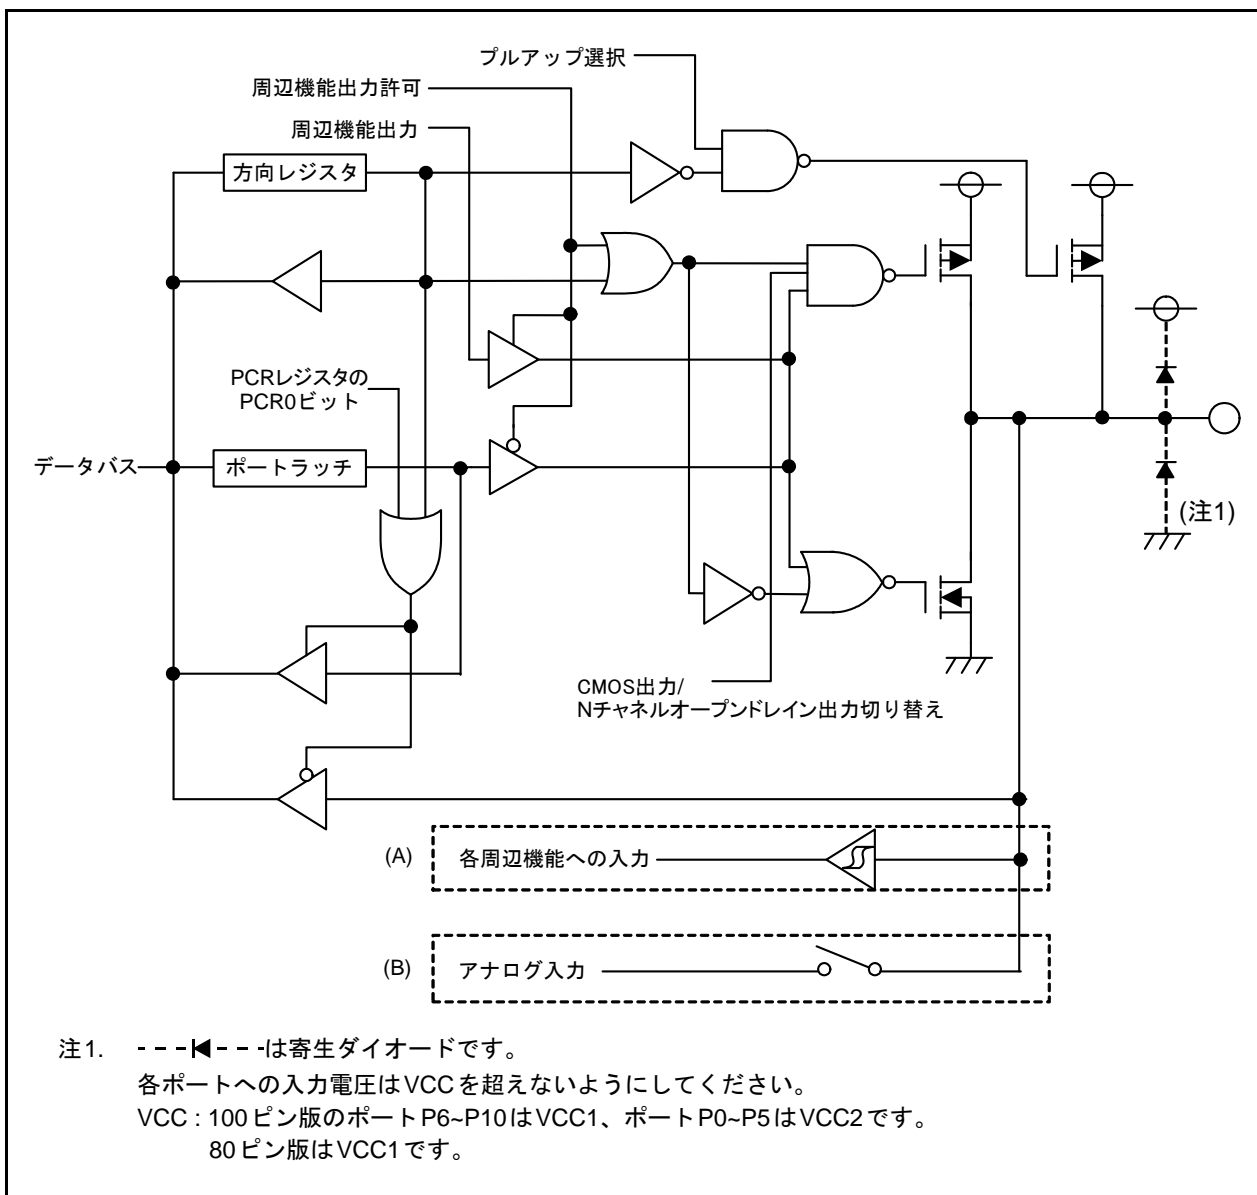 プルアップ選択
周辺機能出力許可
周辺機能出力
方向レジスタ
PCRレジスタの
PCR0ビット
データバス
ポートラッチ
(注1)
CMOS出力/
Nチャネルオープンドレイン出力切り替え
(A) 各周辺機能への入力
(B) アナログ入力
注1. は寄生ダイオードです。
各ポートへの入力電圧はVCCを超えないようにしてください。
VCC : 100ピン版のポートP6~P10はVCC1、ポートP0~P5はVCC2です。
80ピン版はVCC1です。